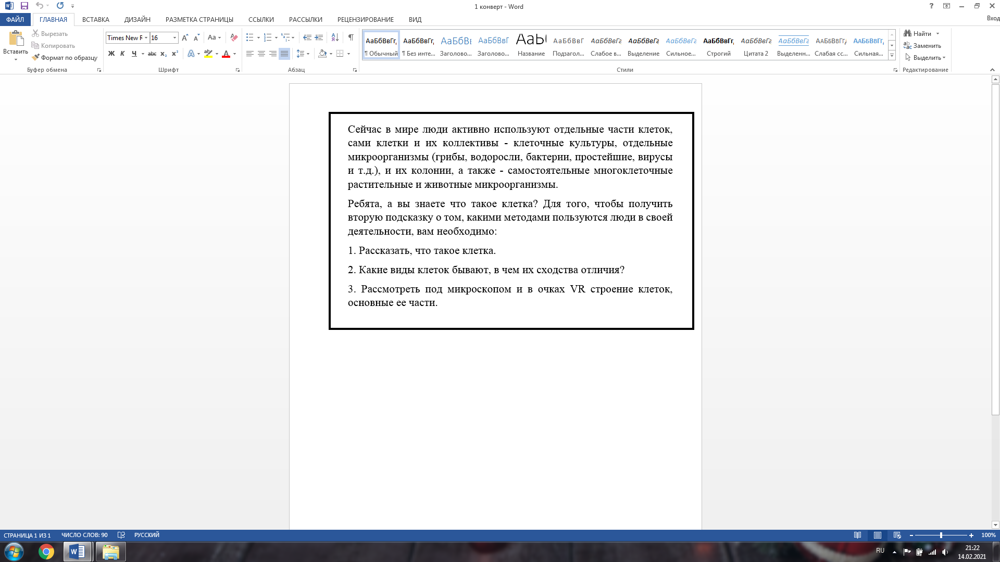 1 конверт - Word
Вход
ФАЙЛ ГЛАВНАЯ ВСТАВКА ДИЗАЙН РАЗМЕТКА СТРАНИЦЫ ССЫЛКИ РАССЫЛКИ РЕЦЕНЗИРОВАНИЕ ВИД
Вставить
Вырезать
Копировать
Формат по образцу
Буфер обмена
Times New R 16
Aa
Ж К Ч abc x₂ x²
Шрифт
Абзац
АаБбВвГг, АаБбВвГг, АаБбВв АаБбВвГ АаЬ АаБбВвГ АаБбВвГг АаБбВвГг АаБбВвГг АаБбВвГг, АаБбВвГг АаБбВвГг ААББВВГГ, ААББВВГГ,
¶ Обычный ¶ Без инте... Заголово... Заголово... Название Подзагол... Слабое в... Выделение Сильное... Строгий Цитата 2 Выделенн... Слабая сс... Сильная...
Стили
Найти
Заменить
Выделить
Редактирование
Сейчас в мире люди активно используют отдельные части клеток,
сами клетки и их коллективы - клеточные культуры, отдельные
микроорганизмы (грибы, водоросли, бактерии, простейшие, вирусы
и т.д.), и их колонии, а также - самостоятельные многоклеточные
растительные и животные микроорганизмы.
Ребята, а вы знаете что такое клетка? Для того, чтобы получить
вторую подсказку о том, какими методами пользуются люди в своей
деятельности, вам необходимо:
1. Рассказать, что такое клетка.
2. Какие виды клеток бывают, в чем их сходства отличия?
3. Рассмотреть под микроскопом и в очках VR строение клеток,
основные ее части.
СТРАНИЦА 1 ИЗ 1 ЧИСЛО СЛОВ: 90 РУССКИЙ 100%
RU
21:22
14.02.2021